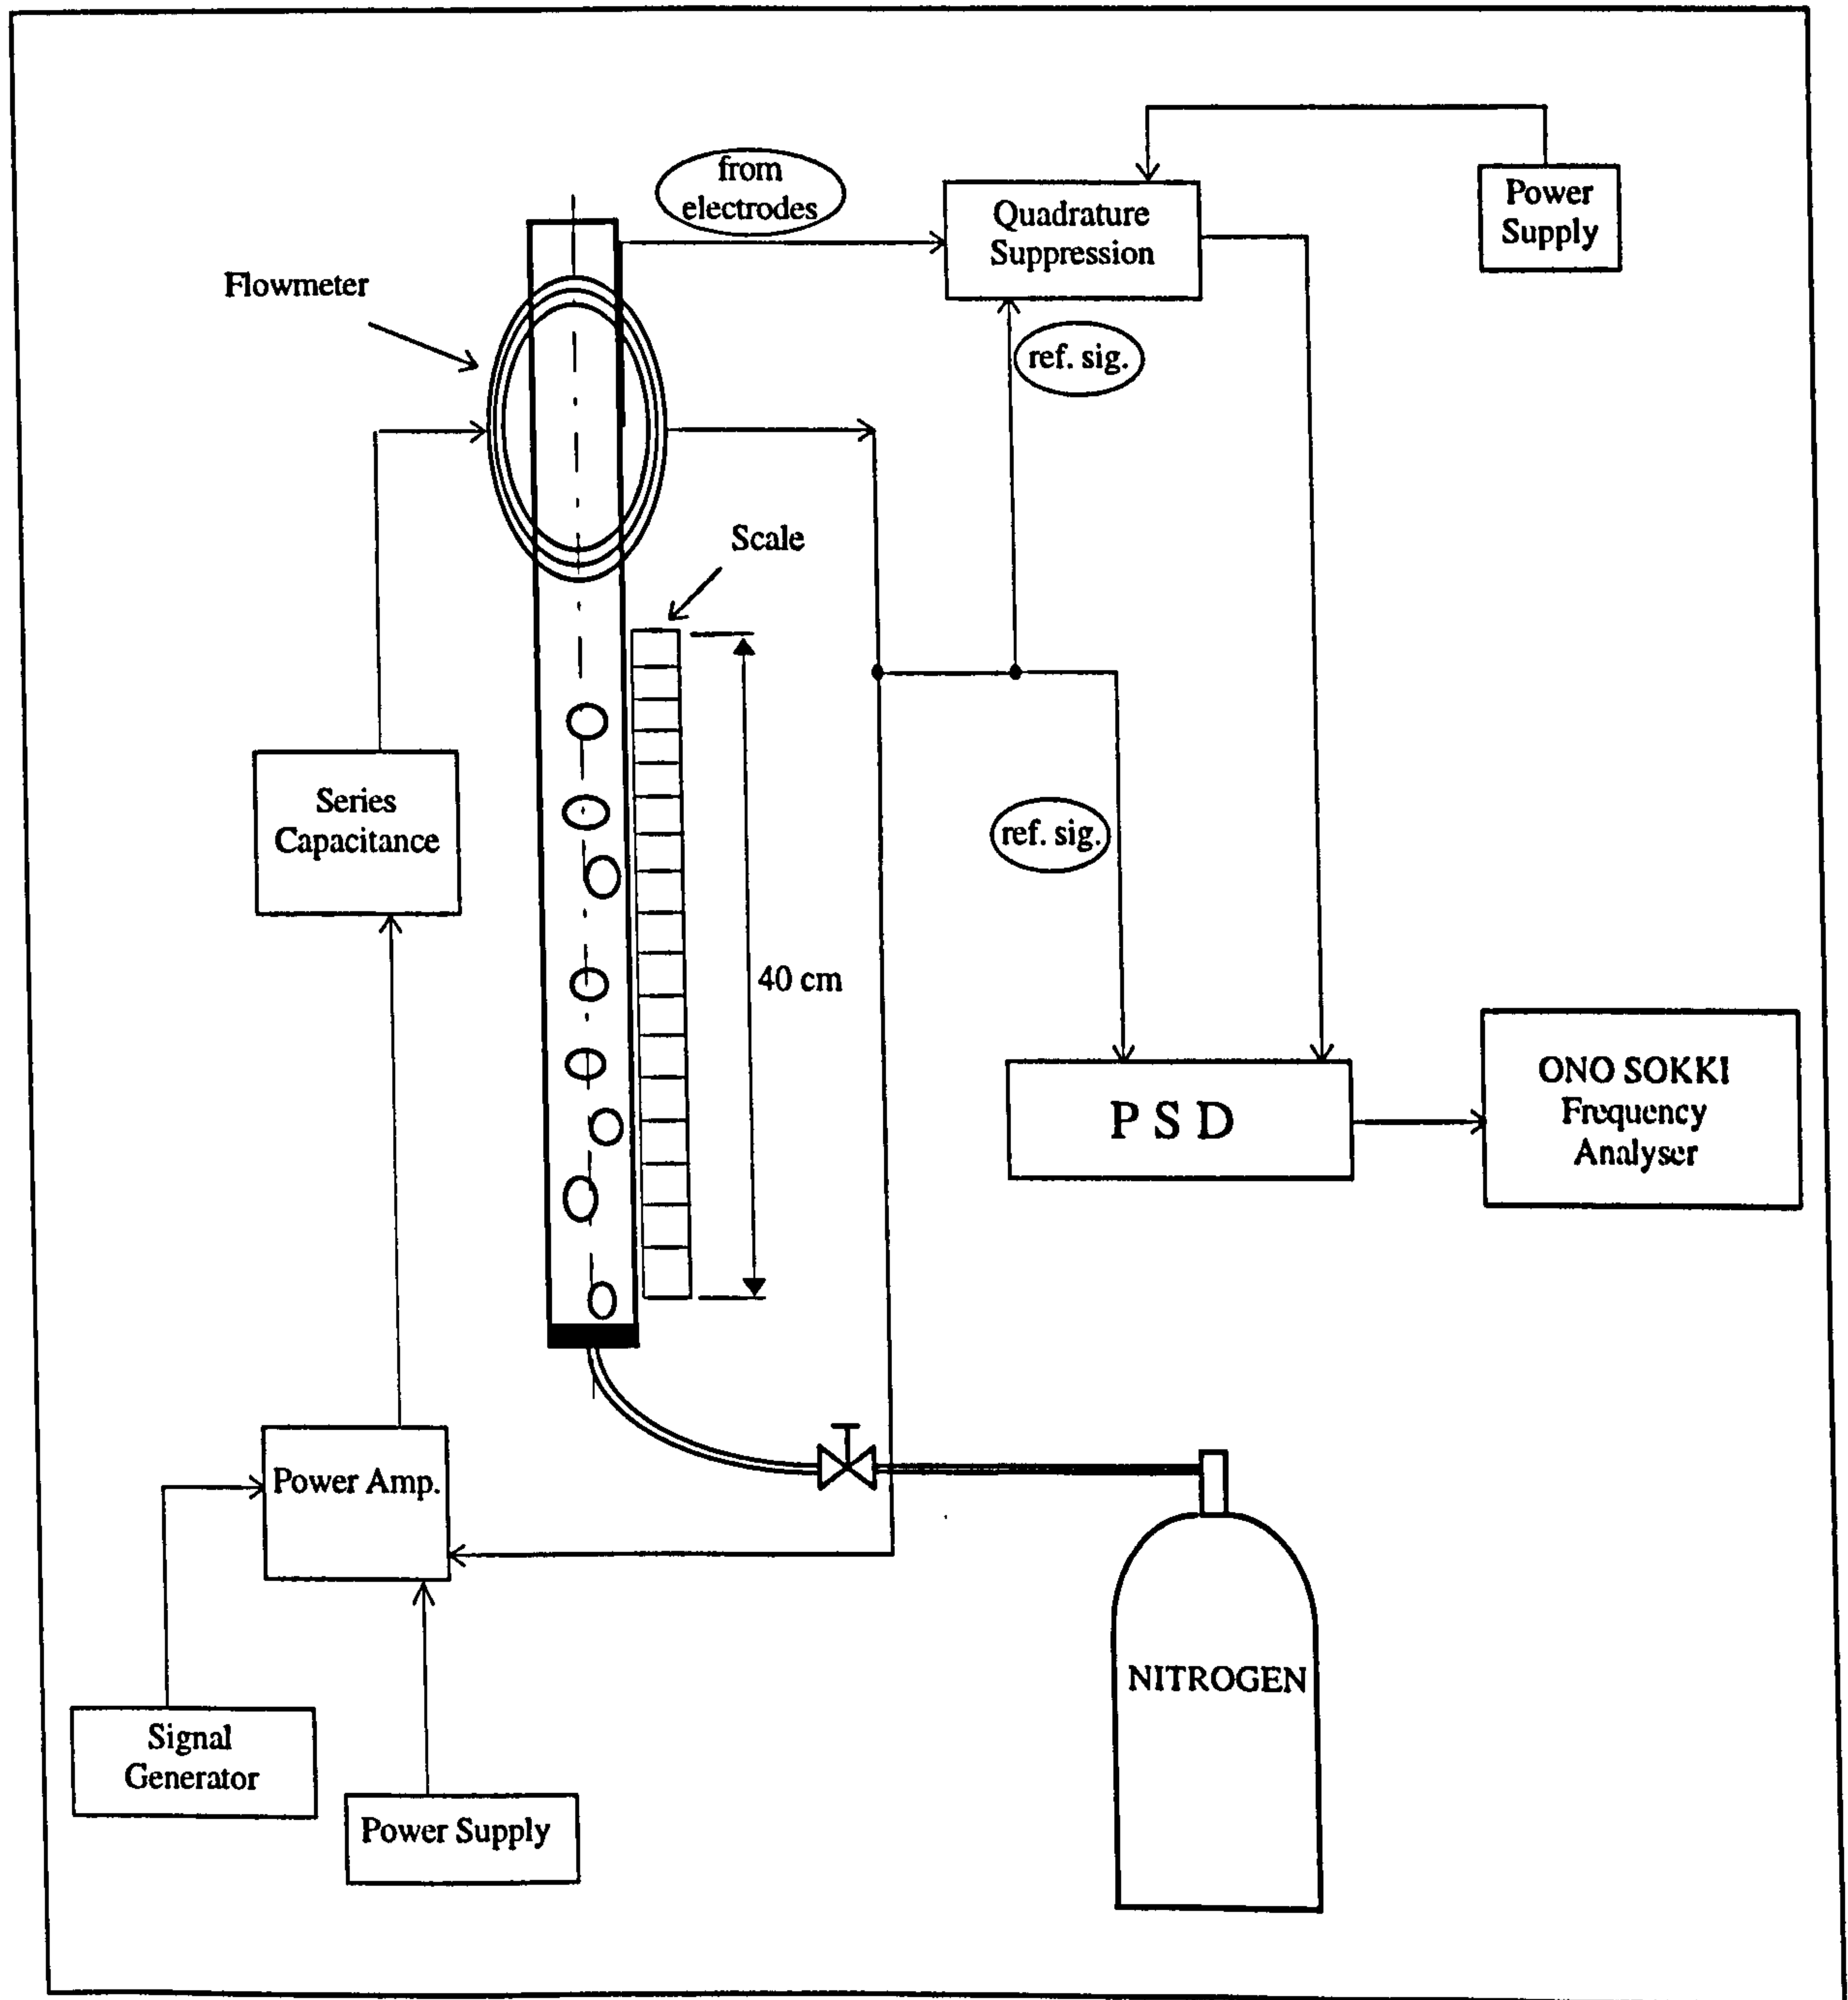 from
electrodes
Quadrature
Suppression
Power
Supply
Flowmeter
ref. sig.
Scale
Series
Capacitance
ref. sig.
40 cm
PSD
ONO SOKKI
Frequency
Analyser
Power Amp.
NITROGEN
Signal
Generator
Power Supply